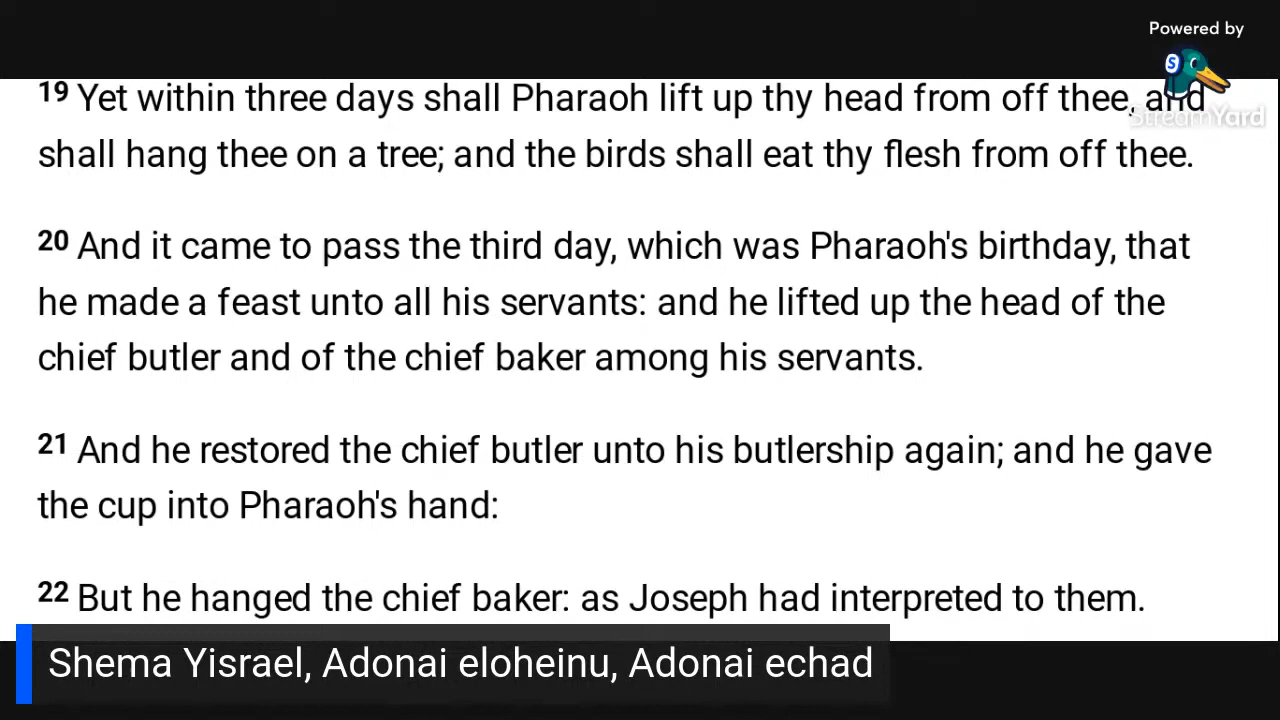 Powered by
19 Yet within three days shall Pharaoh lift up thy head from off thee, and
StreamYard
shall hang thee on a tree; and the birds shall eat thy flesh from off thee.
20 And it came to pass the third day, which was Pharaoh's birthday, that
he made a feast unto all his servants: and he lifted up the head of the
chief butler and of the chief baker among his servants.
21 And he restored the chief butler unto his butlership again; and he gave
the cup into Pharaoh's hand:
22 But he hanged the chief baker: as Joseph had interpreted to them.
Shema Yisrael, Adonai eloheinu, Adonai echad